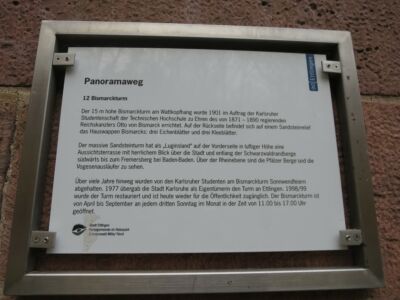 Panoramaweg
12 Bismarckturm
Der 15 m hohe Bismarckturm am Wattkopfhang wurde 1901 im Auftrag der Karlsruher
Studentenschaft der Technischen Hochschule zu Ehren des von 1871 – 1890 regierenden
Reichskanzlers Otto von Bismarck errichtet. Auf der Rückseite befindet sich auf einem Sandsteinrelief
das Hauswappen Bismarcks: drei Eichenblätter und drei Kleeblätter.
Der massive Sandsteinturm hat als „Luginsland" auf der Vorderseite in luftiger Höhe eine
Aussichtsterrasse mit herrlichem Blick über die Stadt und entlang der Schwarzwaldrandberge
südwärts bis zum Fremersberg bei Baden-Baden. Über der Rheinebene sind die Pfälzer Berge und die
Vogesenausläufer zu sehen.
Über viele Jahre hinweg wurden von den Karlsruher Studenten am Bismarckturm Sonnwendfeiern
abgehalten. 1977 übergab die Stadt Karlsruhe als Eigentümerin den Turm an Ettlingen. 1998/99
wurde der Turm restauriert und ist heute wieder für die Öffentlichkeit zugänglich. Der Bismarckturm ist
von April bis September an jedem dritten Sonntag im Monat in der Zeit von 11.00 bis 17.00 Uhr
geöffnet.
Stadt Ettlingen